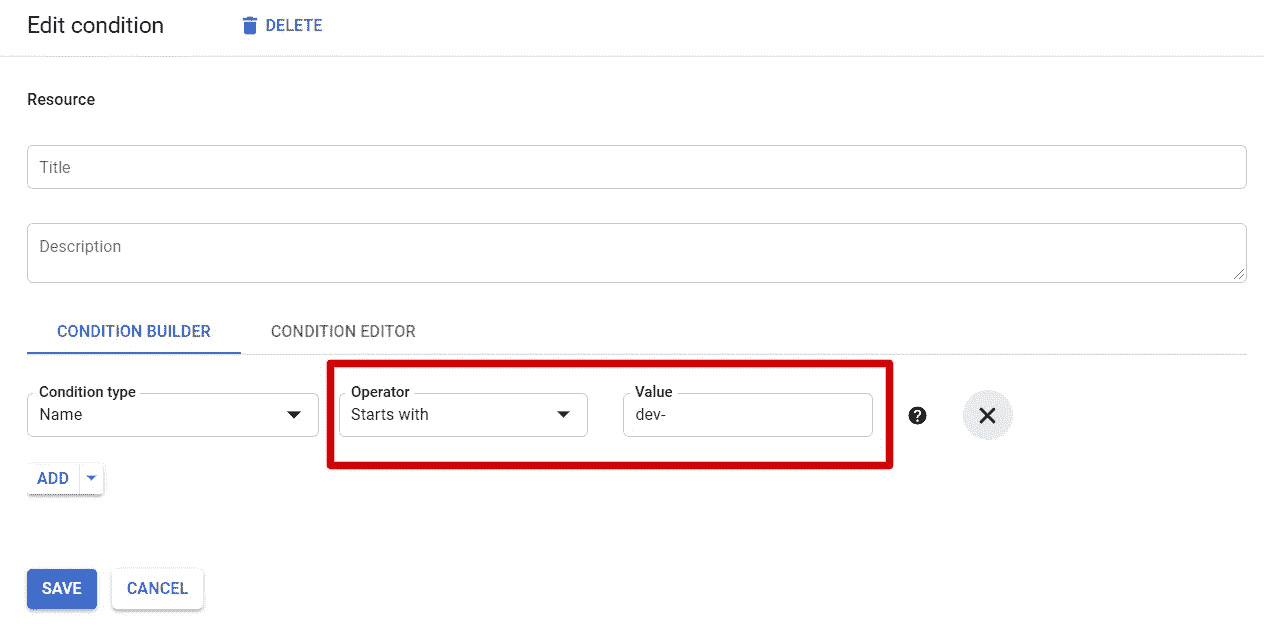 Edit condition DELETE
Resource
Title
Description
CONDITION BUILDER CONDITION EDITOR
Condition type Operator Value
Name Starts with dev-
ADD
SAVE CANCEL